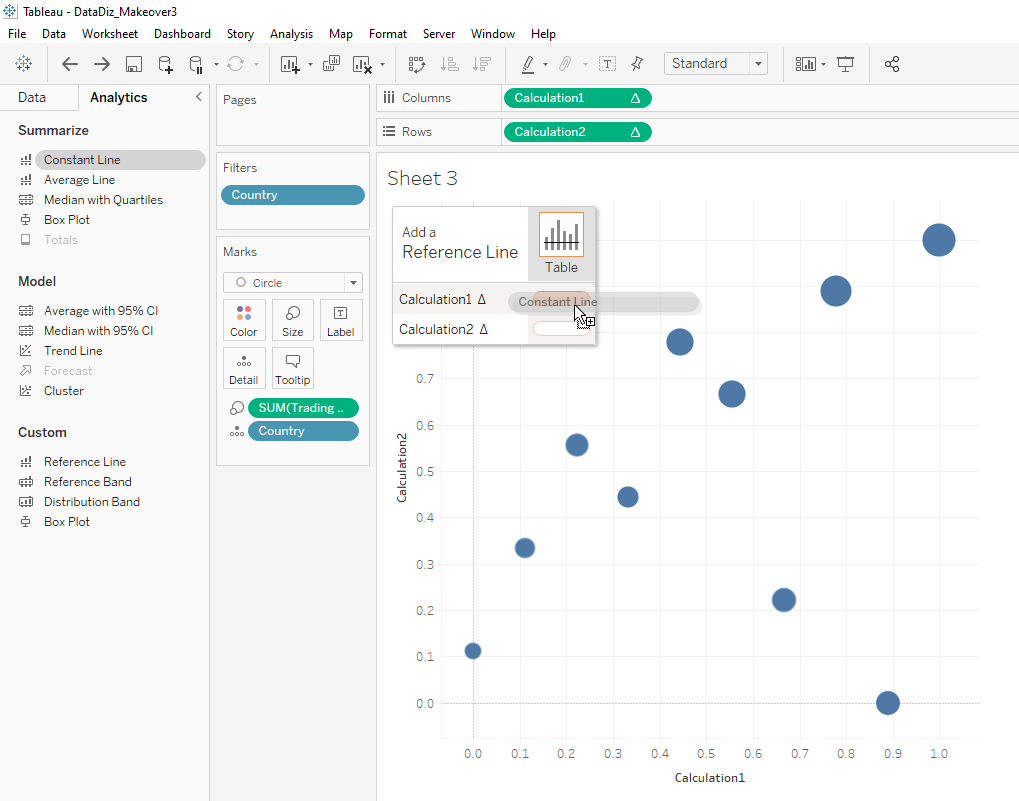 Tableau - DataDiz_Makeover3
File Data Worksheet Dashboard Story Analysis Map Format Server Window Help
Standard
Data Analytics
Summarize
Constant Line
Average Line
Median with Quartiles
Box Plot
Totals
Model
Average with 95% CI
Median with 95% CI
Trend Line
Forecast
Cluster
Custom
Reference Line
Reference Band
Distribution Band
Box Plot
Pages
Filters
Country
Marks
Circle
Color Size Label
Detail Tooltip
SUM(Trading ..
Country
Columns Calculation1 Δ
Rows Calculation2 Δ
Sheet 3
Add a
Reference Line
Table
Calculation1 Δ
Constant Line
Calculation2 Δ
Calculation2
0.7
0.6
0.5
0.4
0.3
0.2
0.1
0.0
0.0 0.1 0.2 0.3 0.4 0.5 0.6 0.7 0.8 0.9 1.0
Calculation1